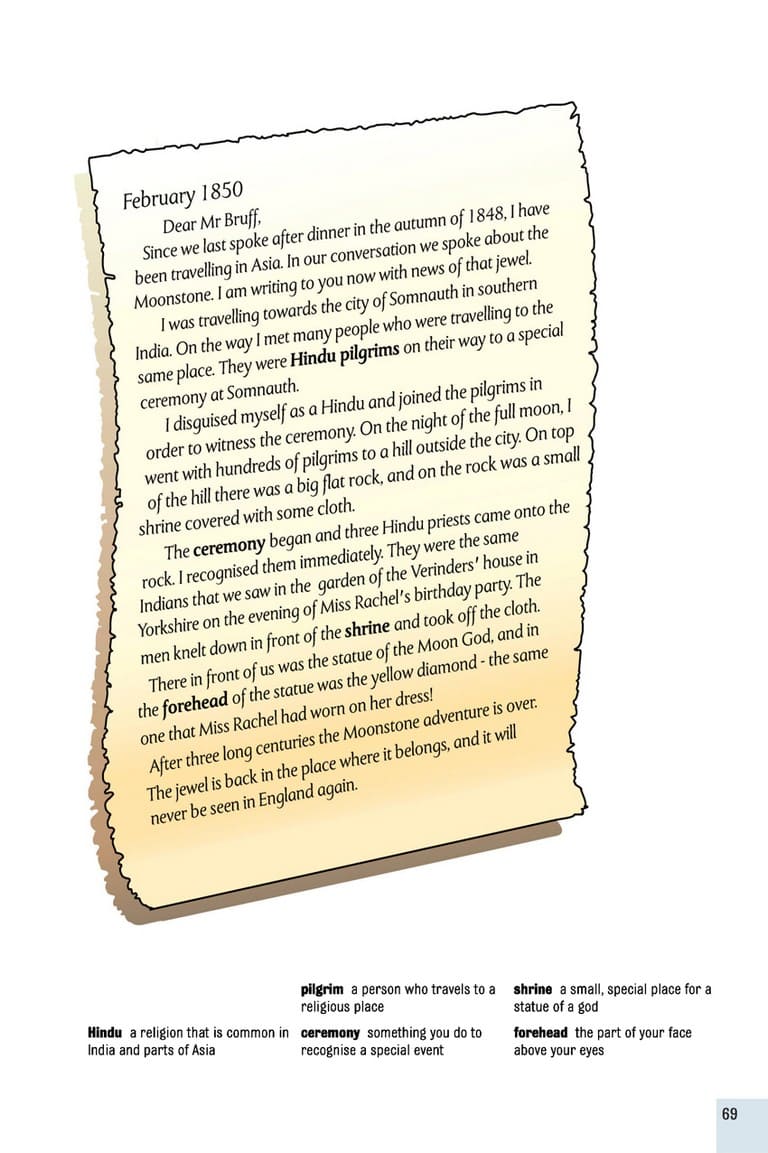 February 1850
Dear Mr Bruff,
Since we last spoke after dinner in the autumn of 1848, I have
been travelling in Asia. In our conversation we spoke about the
Moonstone. I am writing to you now with news of that jewel.
I was travelling towards the city of Somnauth in southern
India. On the way I met many people who were travelling to the
same place. They were Hindu pilgrims on their way to a special
ceremony at Somnauth.
I disguised myself as a Hindu and joined the pilgrims in
order to witness the ceremony. On the night of the full moon, I
went with hundreds of pilgrims to a hill outside the city. On top
of the hill there was a big flat rock, and on the rock was a small
shrine covered with some cloth.
The ceremony began and three Hindu priests came onto the
rock. I recognised them immediately. They were the same
Indians that we saw in the garden of the Verinders' house in
Yorkshire on the evening of Miss Rachel's birthday party. The
men knelt down in front of the shrine and took off the cloth.
There in front of us was the statue of the Moon God, and in
the forehead of the statue was the yellow diamond - the same
one that Miss Rachel had worn on her dress!
After three long centuries the Moonstone adventure is over.
The jewel is back in the place where it belongs, and it will
never be seen in England again.
Hindu a religion that is common in
India and parts of Asia
pilgrim a person who travels to a
religious place
ceremony something you do to
recognise a special event
shrine a small, special place for a
statue of a god
forehead the part of your face
above your eyes
69